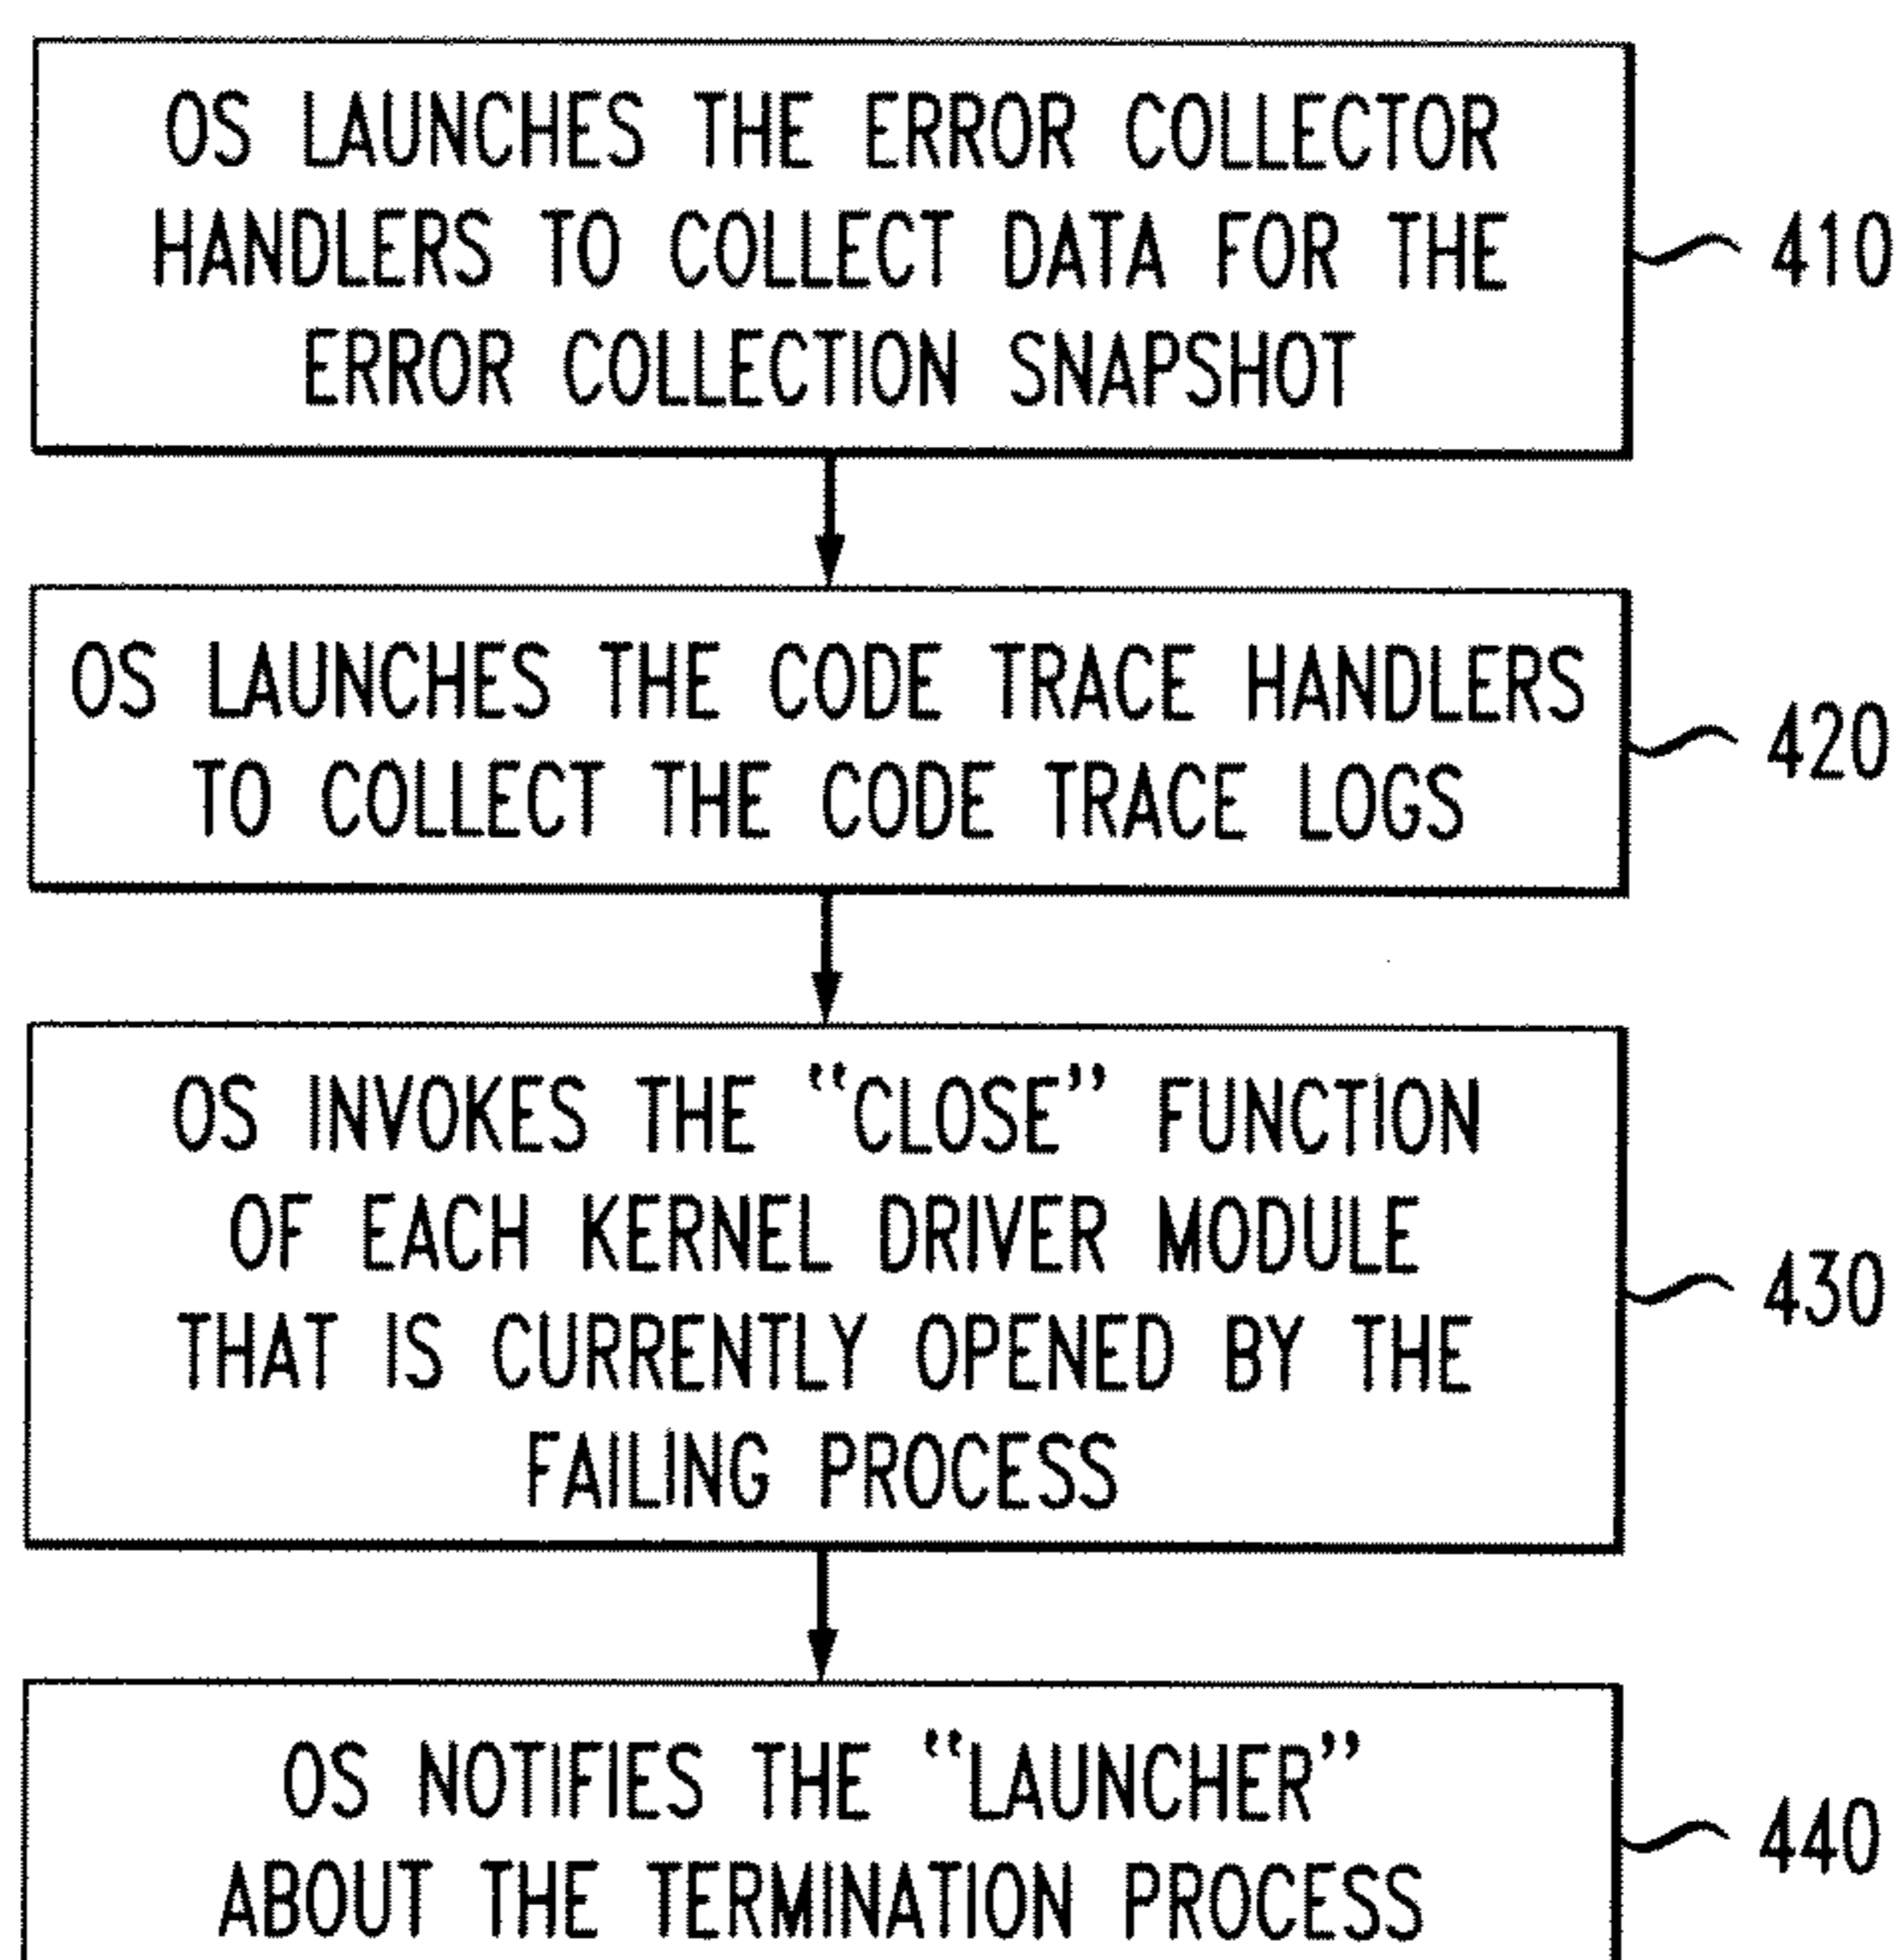 OS LAUNCHES THE ERROR COLLECTOR
HANDLERS TO COLLECT DATA FOR THE
ERROR COLLECTION SNAPSHOT
410
OS LAUNCHES THE CODE TRACE HANDLERS
TO COLLECT THE CODE TRACE LOGS
420
OS INVOKES THE “CLOSE” FUNCTION
OF EACH KERNEL DRIVER MODULE
THAT IS CURRENTLY OPENED BY THE
FAILING PROCESS
430
OS NOTIFIES THE “LAUNCHER”
ABOUT THE TERMINATION PROCESS
440